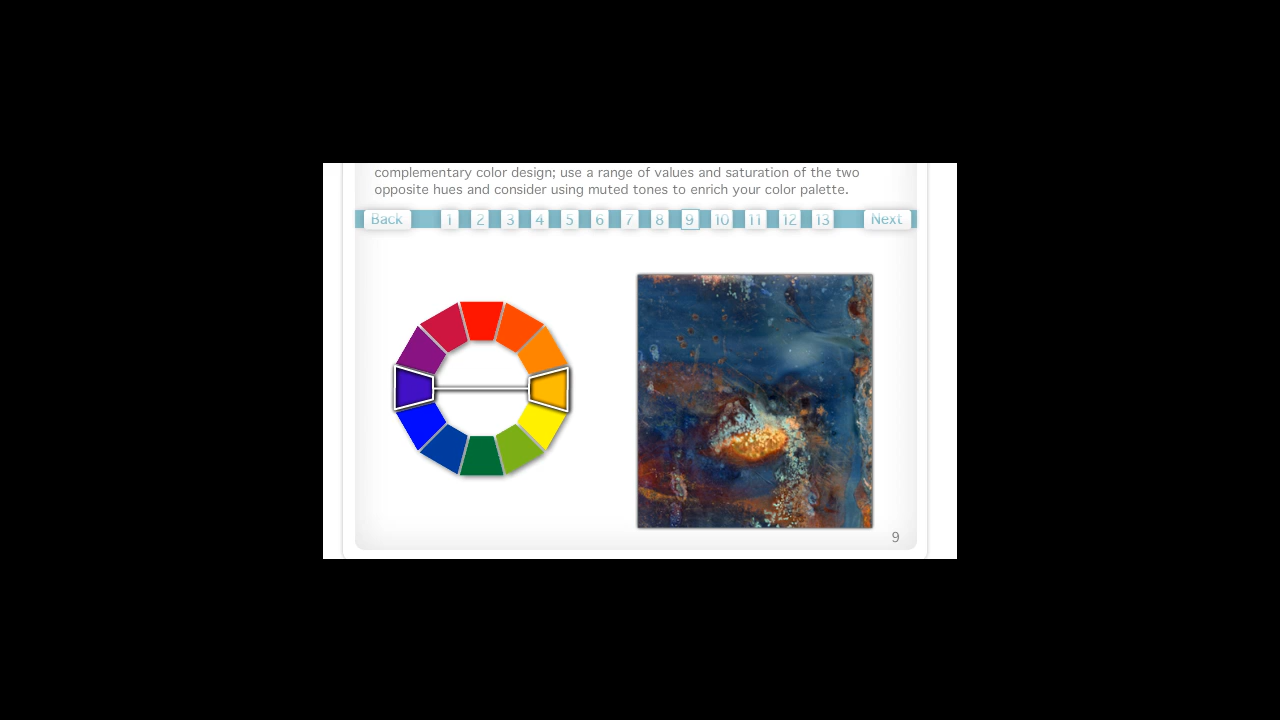 complementary color design; use a range of values and saturation of the two
opposite hues and consider using muted tones to enrich your color palette.
Back 1 2 3 4 5 6 7 8 9 10 11 12 13 Next
9